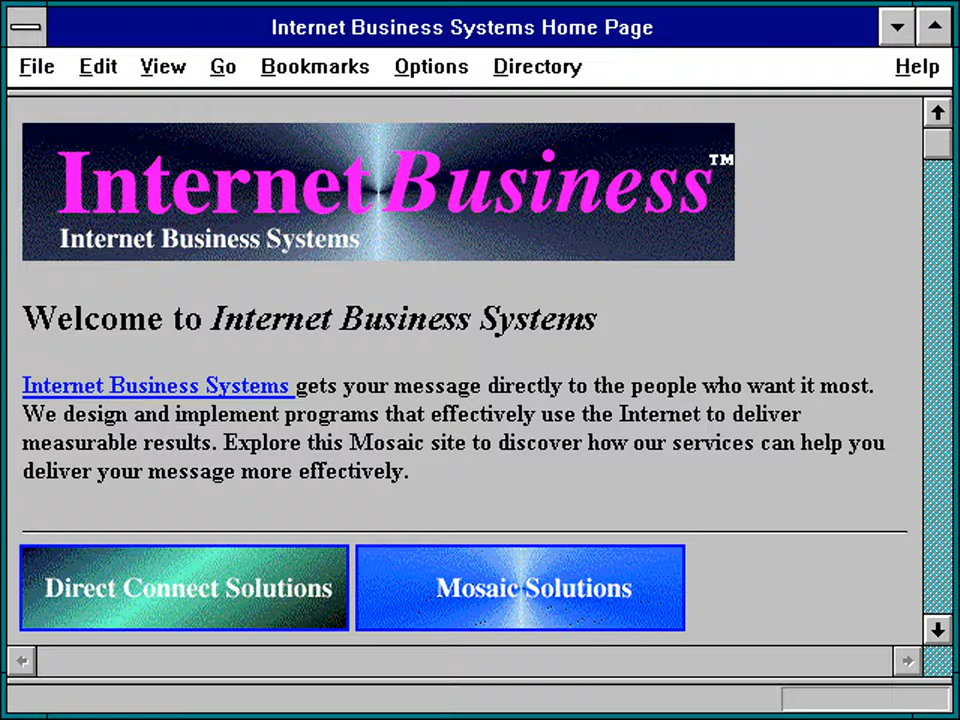 Internet Business Systems Home Page
File Edit View Go Bookmarks Options Directory Help
Internet Business™
Internet Business Systems
Welcome to Internet Business Systems
Internet Business Systems gets your message directly to the people who want it most.
We design and implement programs that effectively use the Internet to deliver
measurable results. Explore this Mosaic site to discover how our services can help you
deliver your message more effectively.
Direct Connect Solutions Mosaic Solutions